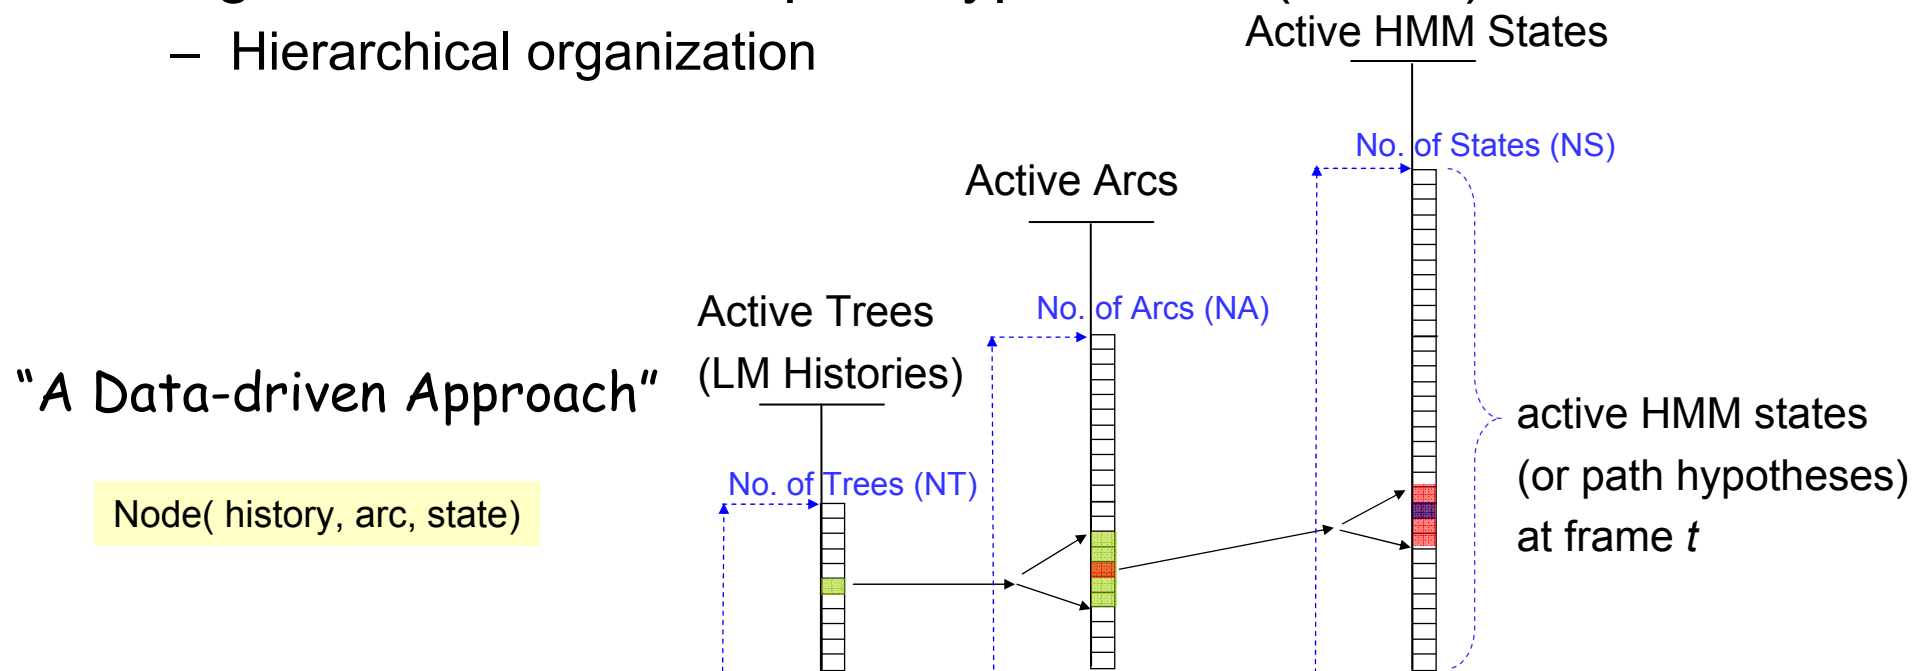 – Hierarchical organization
Active HMM States
No. of States (NS)
Active Arcs
No. of Arcs (NA)
Active Trees
(LM Histories)
“A Data-driven Approach”
No. of Trees (NT)
Node( history, arc, state)
active HMM states
(or path hypotheses)
at frame t